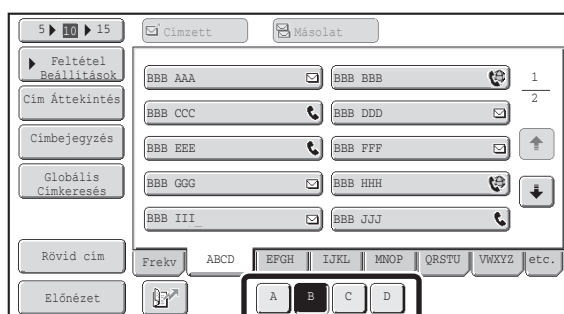 5 10 15
Címzett
Másolat
Feltétel
Beállítások
Cím Áttekintés
Címbejegyzés
Globális
Címkeresés
Rövid cím
Előnézet
BBB AAA
BBB BBB
BBB CCC
BBB DDD
BBB EEE
BBB FFF
BBB GGG
BBB HHH
BBB III_
BBB JJJ
1
2
Frekv
ABCD
EFGH
IJKL
MNOP
QRSTU
VWXYZ
etc.
A
B
C
D